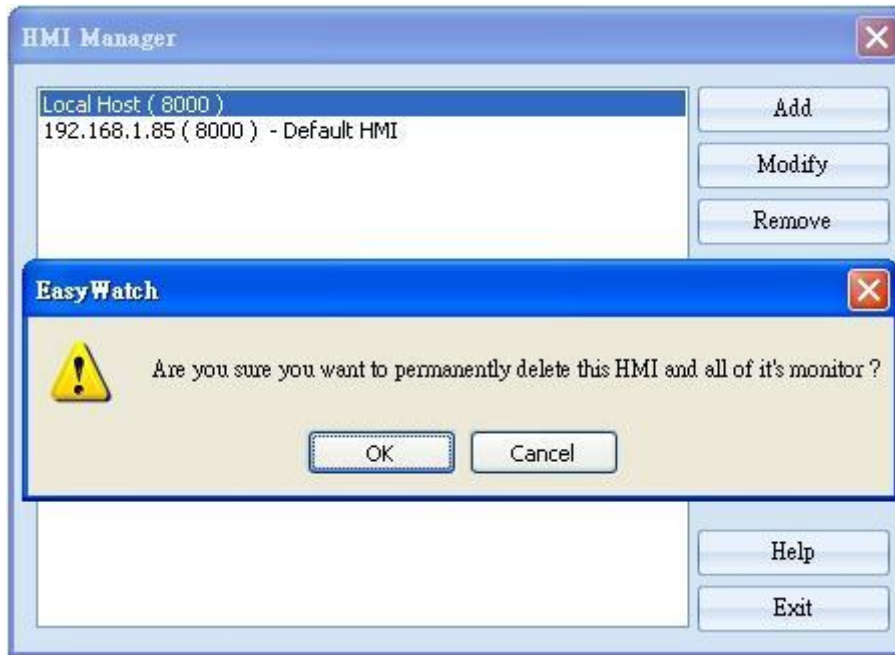 HMI Manager
Local Host ( 8000 )
192.168.1.85 ( 8000 )  - Default HMI
Add
Modify
Remove
EasyWatch
Are you sure you want to permanently delete this HMI and all of it's monitor ?
OK
Cancel
Help
Exit